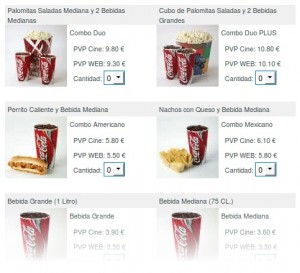 Palomitas Saladas Mediana y 2 Bebidas Medianas
Combo Duo
PVP Cine: 9.80 €
PVP WEB: 9.30 €
Cantidad: 0
Cubo de Palomitas Saladas y 2 Bebidas Grandes
Combo Duo PLUS
PVP Cine: 10.80 €
PVP WEB: 10.10 €
Cantidad: 0
Perrito Caliente y Bebida Mediana
Combo Americano
PVP Cine: 5.80 €
PVP WEB: 5.50 €
Cantidad: 0
Nachos con Queso y Bebida Mediana
Combo Mexicano
PVP Cine: 6.10 €
PVP WEB: 5.80 €
Cantidad: 0
Bebida Grande (1 Litro)
Bebida Grande
PVP Cine: 3.90 €
PVP WEB: 3.50 €
Bebida Mediana (75 CL.)
Bebida Mediana
PVP Cine: 3.60 €
PVP WEB: 3.30 €
Coca-Cola